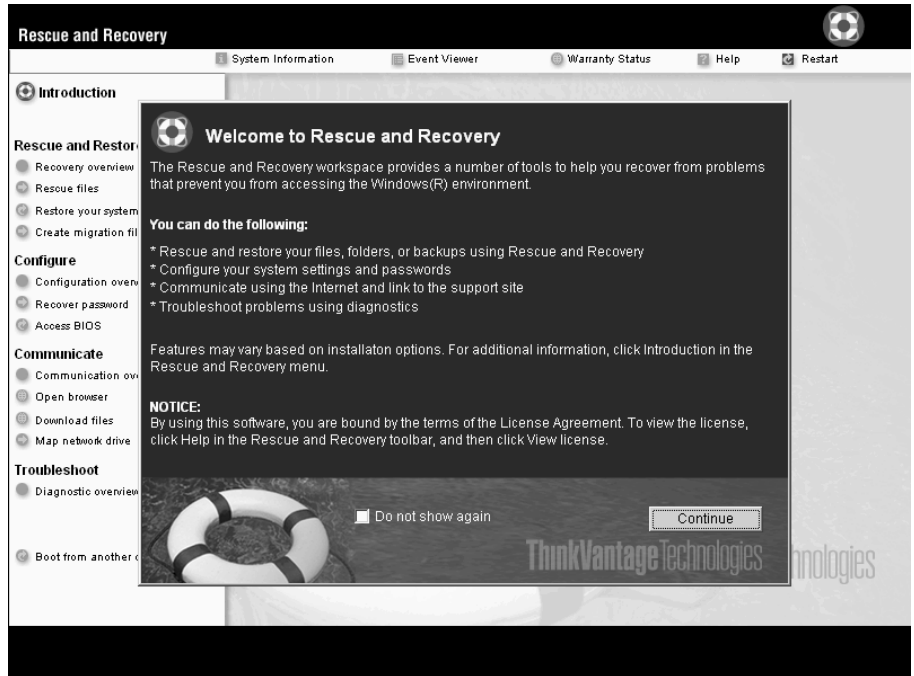 Rescue and Recovery
System Information Event Viewer Warranty Status Help Restart
Introduction
Rescue and Restor
Recovery overview
Rescue files
Restore your system
Create migration fil
Configure
Configuration overv
Recover password
Access BIOS
Communicate
Communication ov
Open browser
Download files
Map network drive
Troubleshoot
Diagnostic overview
Boot from another
Welcome to Rescue and Recovery
The Rescue and Recovery workspace provides a number of tools to help you recover from problems
that prevent you from accessing the Windows(R) environment.
You can do the following:
* Rescue and restore your files, folders, or backups using Rescue and Recovery
* Configure your system settings and passwords
* Communicate using the Internet and link to the support site
* Troubleshoot problems using diagnostics
Features may vary based on installaton options. For additional information, click Introduction in the
Rescue and Recovery menu.
NOTICE:
By using this software, you are bound by the terms of the License Agreement. To view the license,
click Help in the Rescue and Recovery toolbar, and then click View license.
Do not show again
Continue
ThinkVantage Technologies
hnologies